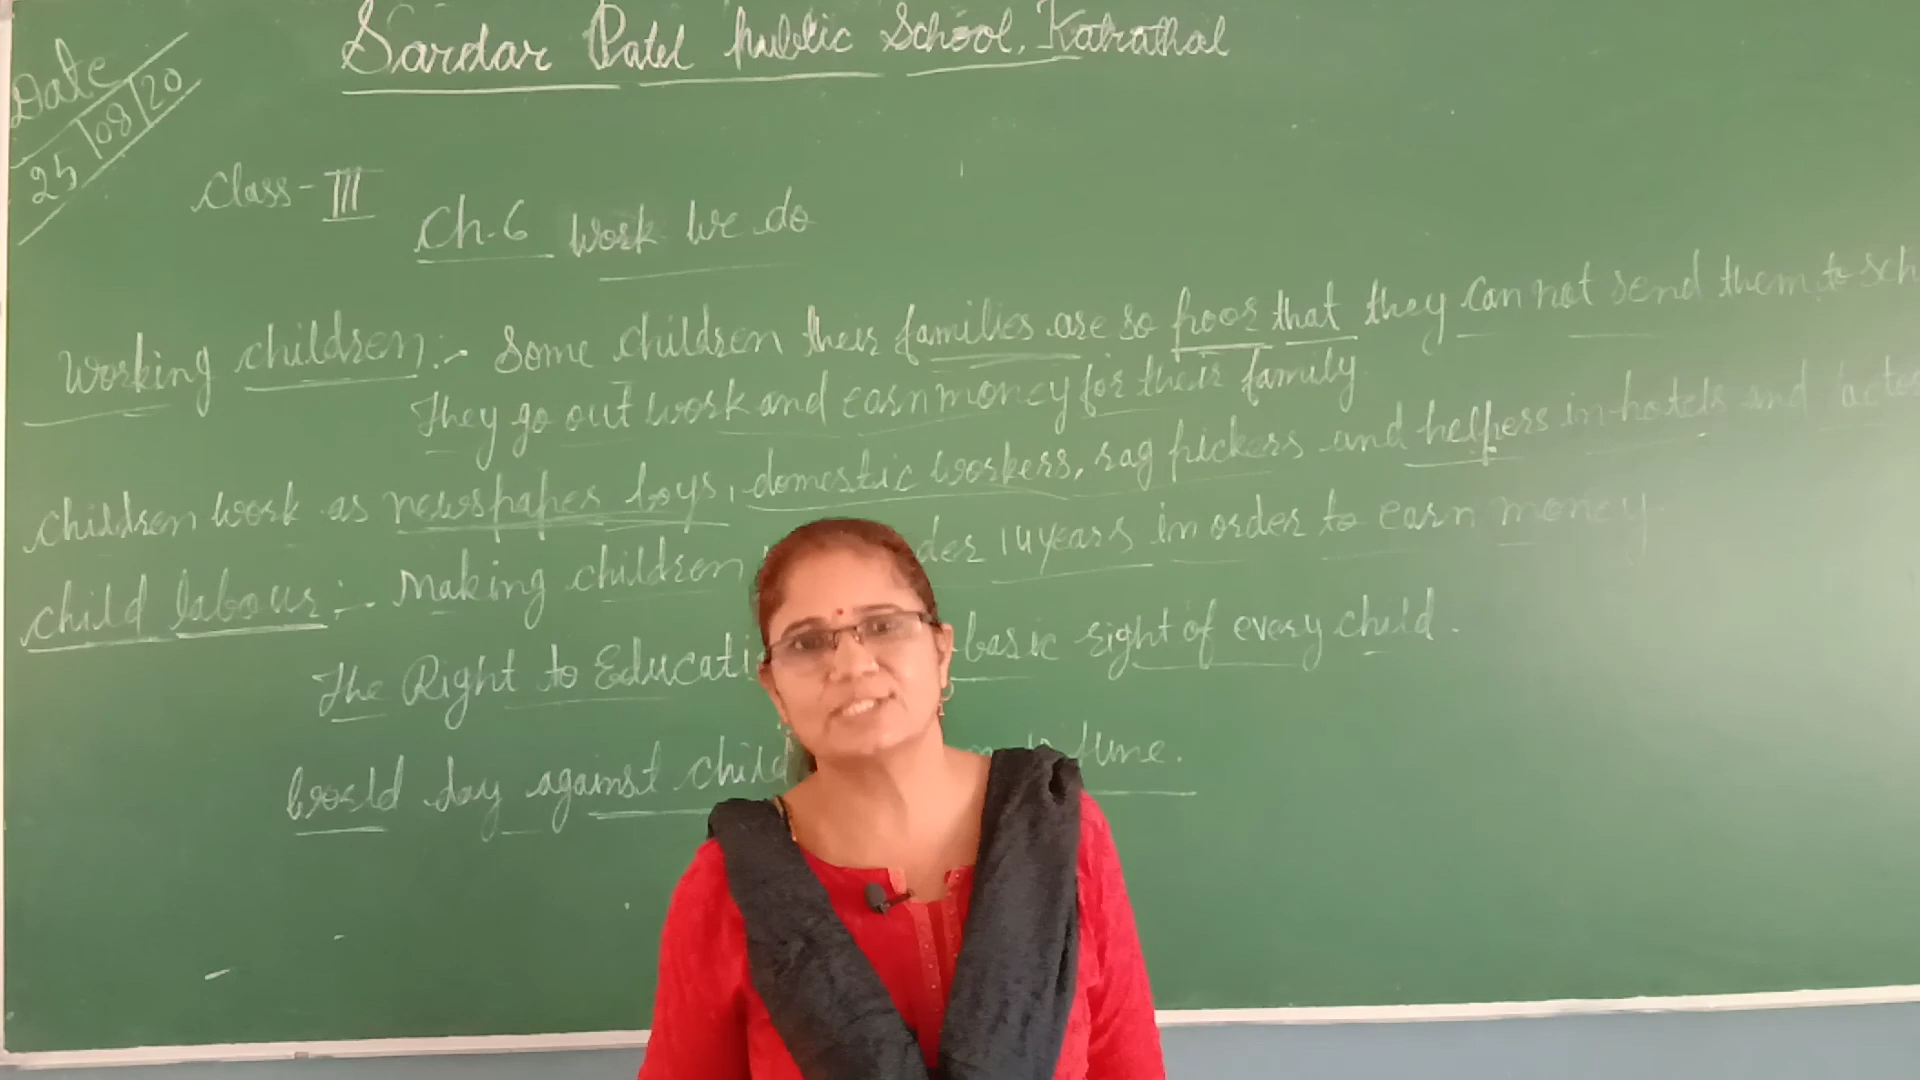 Sardar Patel Public School, Katrathal
Date
25/08/20
Class - III
Ch-6 Work We do
Working children :- Some children their families are so poor that they can not send them to sch
They go out work and earn money for their family
children work as newspaper boys, domestic workers, rag pickers and helpers in hotels and
child labour :- Making children der 14 years in order to earn money.
The Right to Educati basic right of every child.
World day against child June.